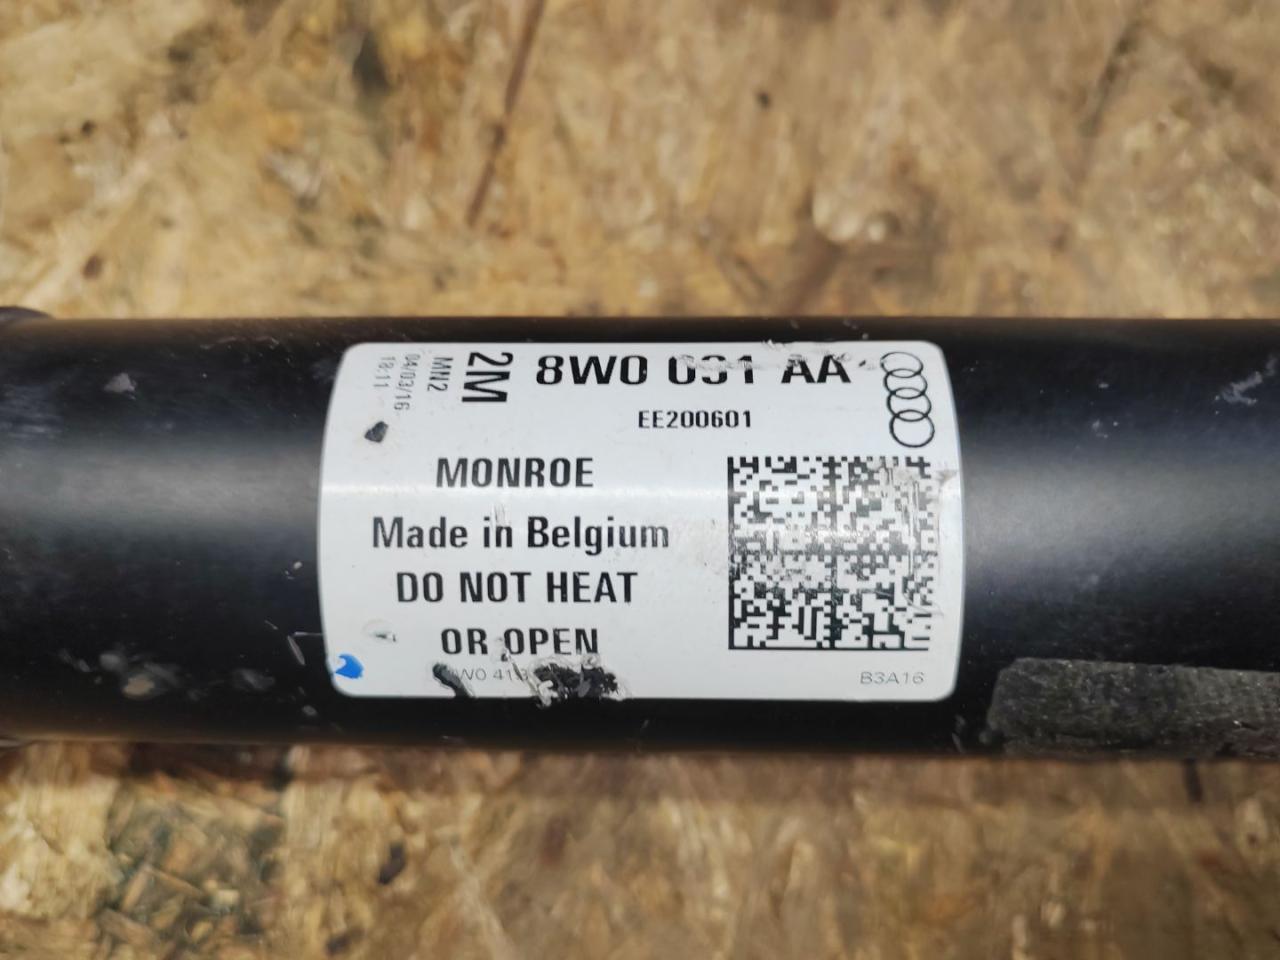 8W0 031 AA
EE200601
2M
MN2
04/03/16
18:11
MONROE
Made in Belgium
DO NOT HEAT
OR OPEN
B3A16